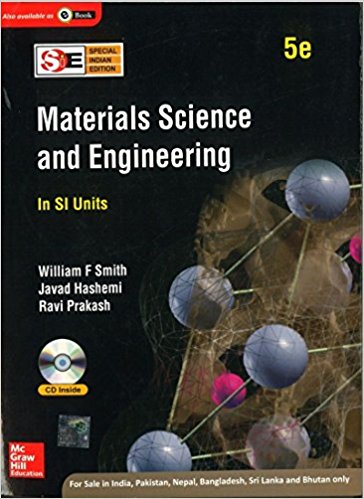 Also available as eBook
SIE
SPECIAL
INDIAN
EDITION
5e
Materials Science
and Engineering
In SI Units
William F Smith
Javad Hashemi
Ravi Prakash
CD Inside
Mc
Graw
Hill
Education
For Sale in India, Pakistan, Nepal, Bangladesh, Sri Lanka and Bhutan only